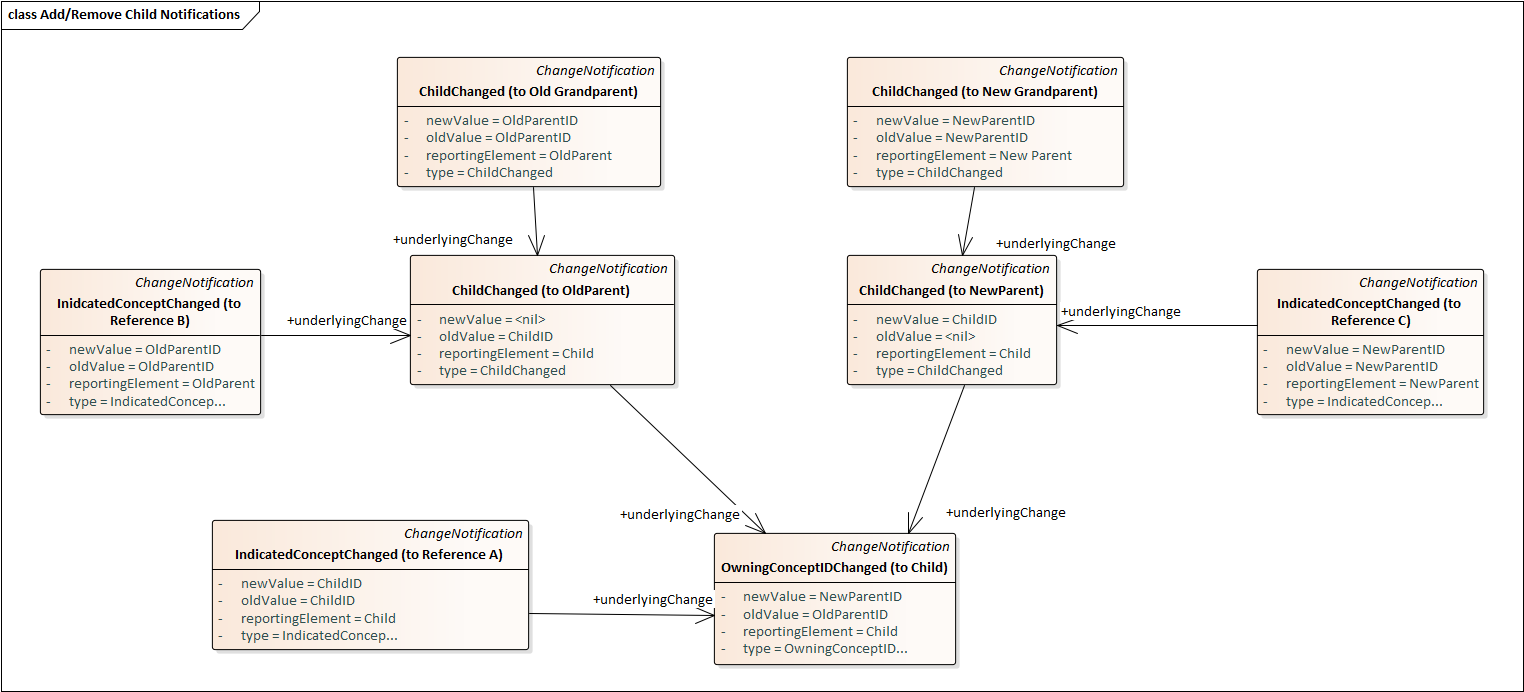 class Add/Remove Child Notifications
ChangeNotification
ChildChanged (to Old Grandparent)
- newValue = OldParentID
- oldValue = OldParentID
- reportingElement = OldParent
- type = ChildChanged
ChangeNotification
ChildChanged (to New Grandparent)
- newValue = NewParentID
- oldValue = NewParentID
- reportingElement = New Parent
- type = ChildChanged
+underlyingChange
+underlyingChange
ChangeNotification
InidcatedConceptChanged (to
Reference B)
- newValue = OldParentID
- oldValue = OldParentID
- reportingElement = OldParent
- type = IndicatedConcep...
+underlyingChange
ChangeNotification
ChildChanged (to OldParent)
- newValue = <nil>
- oldValue = ChildID
- reportingElement = Child
- type = ChildChanged
ChangeNotification
ChildChanged (to NewParent)
- newValue = ChildID
- oldValue = <nil>
- reportingElement = Child
- type = ChildChanged
+underlyingChange
ChangeNotification
IndicatedConceptChanged (to
Reference C)
- newValue = NewParentID
- oldValue = NewParentID
- reportingElement = NewParent
- type = IndicatedConcep...
+underlyingChange
+underlyingChange
ChangeNotification
IndicatedConceptChanged (to Reference A)
- newValue = ChildID
- oldValue = ChildID
- reportingElement = Child
- type = IndicatedConcep...
+underlyingChange
ChangeNotification
OwningConceptIDChanged (to Child)
- newValue = NewParentID
- oldValue = OldParentID
- reportingElement = Child
- type = OwningConceptID...